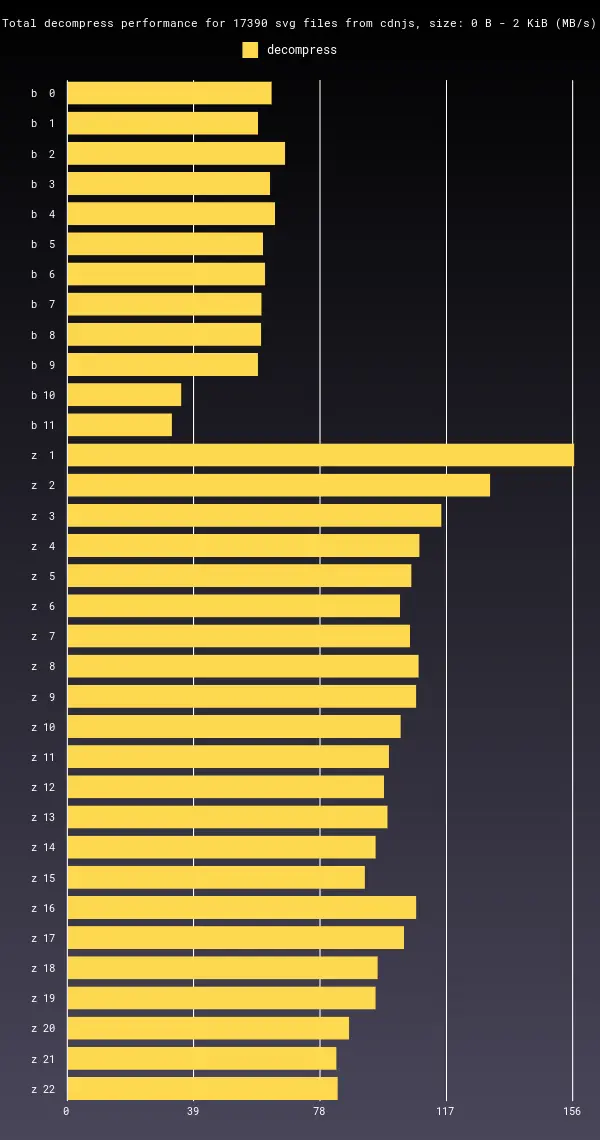 Total decompress performance for 17390 svg files from cdnjs, size: 0 B - 2 KiB (MB/s)
decompress
b 0
b 1
b 2
b 3
b 4
b 5
b 6
b 7
b 8
b 9
b 10
b 11
z 1
z 2
z 3
z 4
z 5
z 6
z 7
z 8
z 9
z 10
z 11
z 12
z 13
z 14
z 15
z 16
z 17
z 18
z 19
z 20
z 21
z 22
0 39 78 117 156